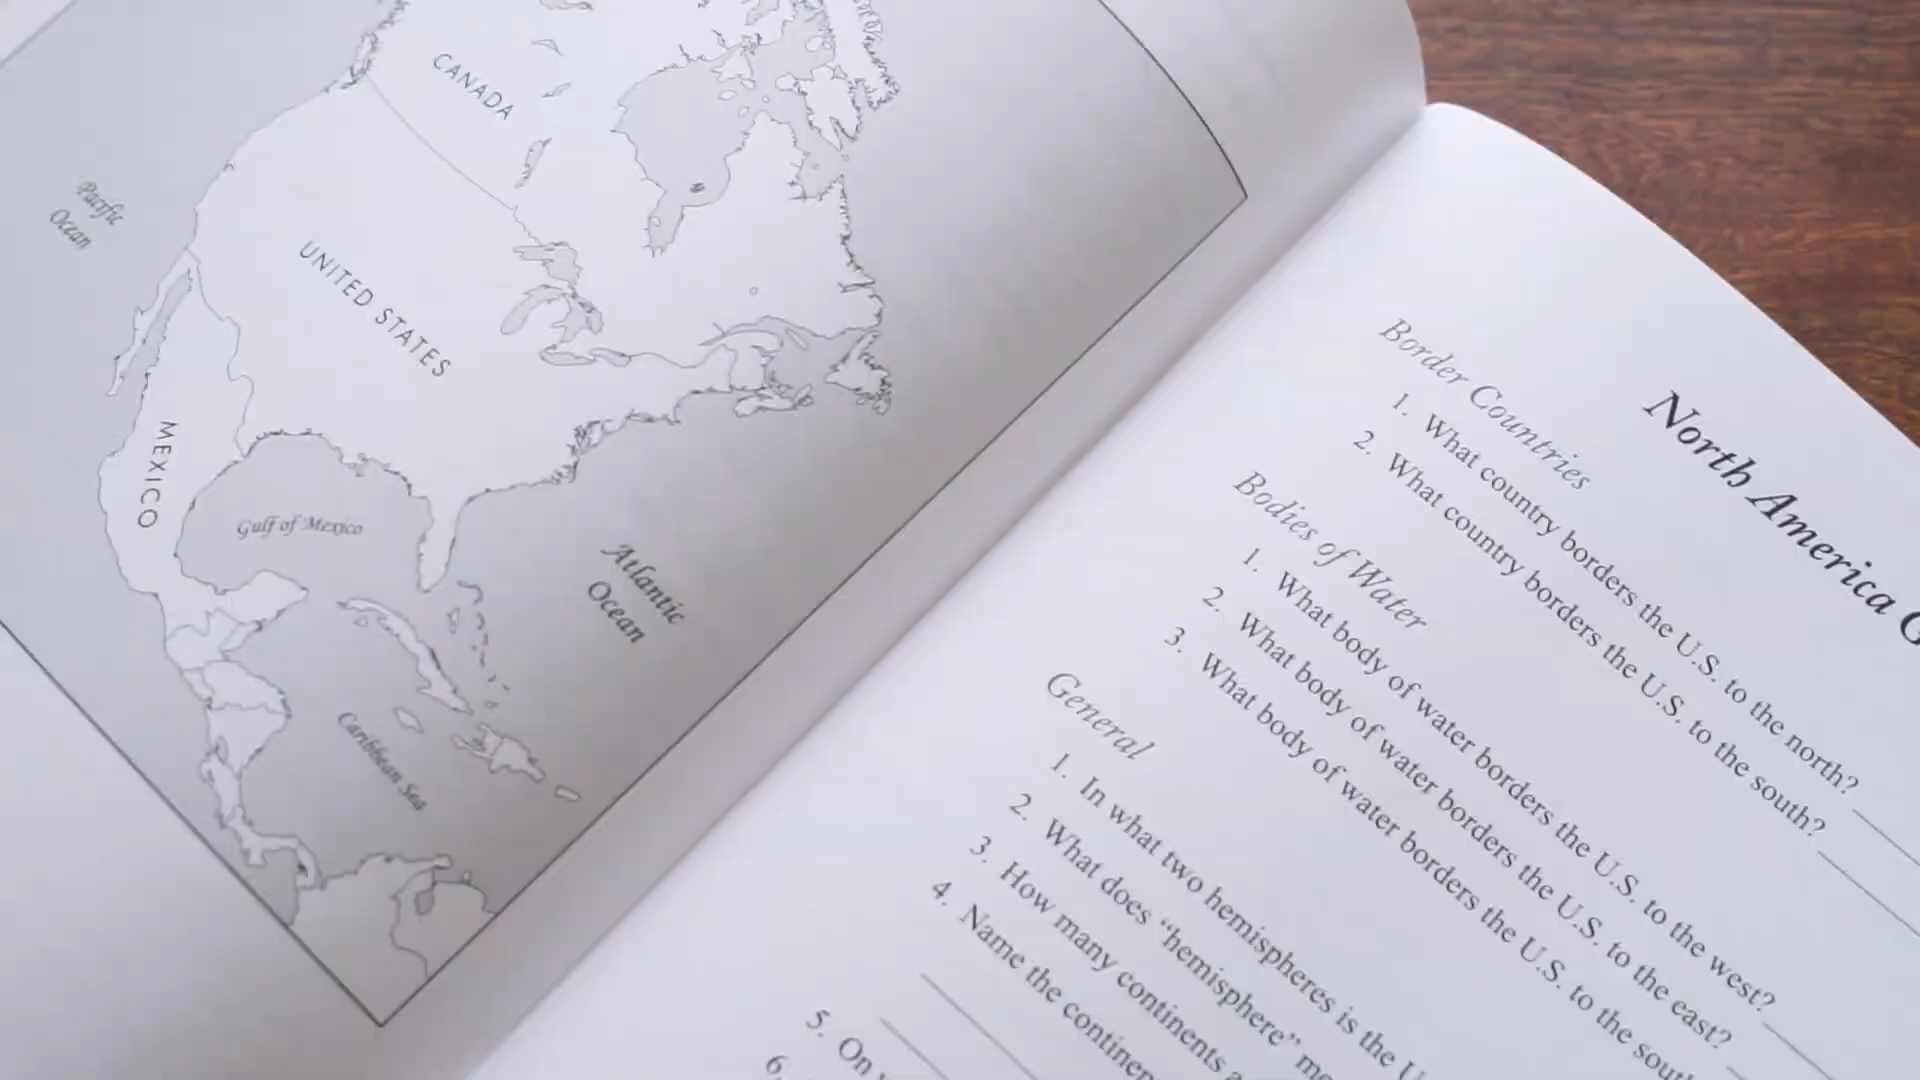 CANADA
Pacific
Ocean
UNITED STATES
MEXICO
Gulf of Mexico
Atlantic
Ocean
Caribbean Sea
North America
Border Countries
1. What country borders the U.S. to the north?
2. What country borders the U.S. to the south?
Bodies of Water
1. What body of water borders the U.S. to the west?
2. What body of water borders the U.S. to the east?
3. What body of water borders the U.S. to the
General
1. In what two hemispheres is the
2. What does “hemisphere”
3. How many continents
4. Name the
5. On
6.